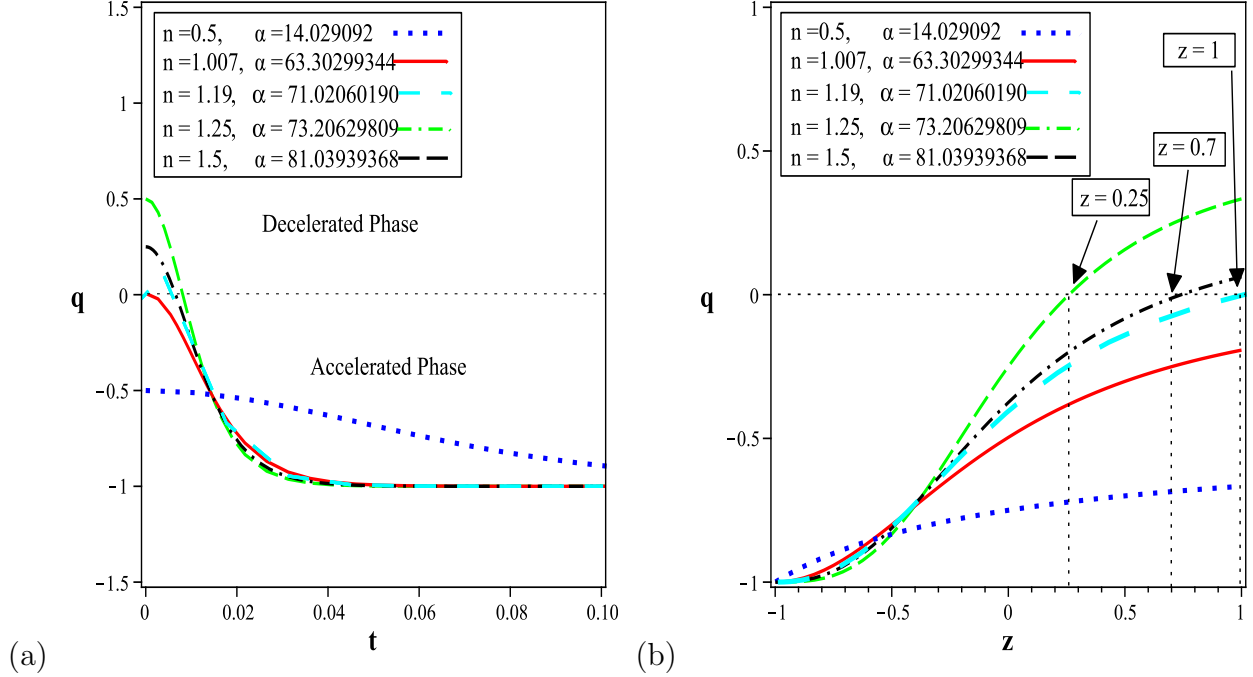 n =0.5, α =14.029092
n =1.007, α = 63.30299344
n = 1.19, α = 71.02060190
n = 1.25, α = 73.20629809
n = 1.5, α = 81.03939368
Decelerated Phase
Accelerated Phase
1.5
1
0.5
0
−0.5
−1
−1.5
q
0
0.02
0.04
0.06
0.08
0.10
t
(a)
n =0.5, α =14.029092
n =1.007, α = 63.30299344
n = 1.19, α = 71.02060190
n = 1.25, α = 73.20629809
n = 1.5, α = 81.03939368
z = 1
z = 0.7
z = 0.25
1
0.5
0
−0.5
−1
q
−1
−0.5
0
0.5
1
z
(b)